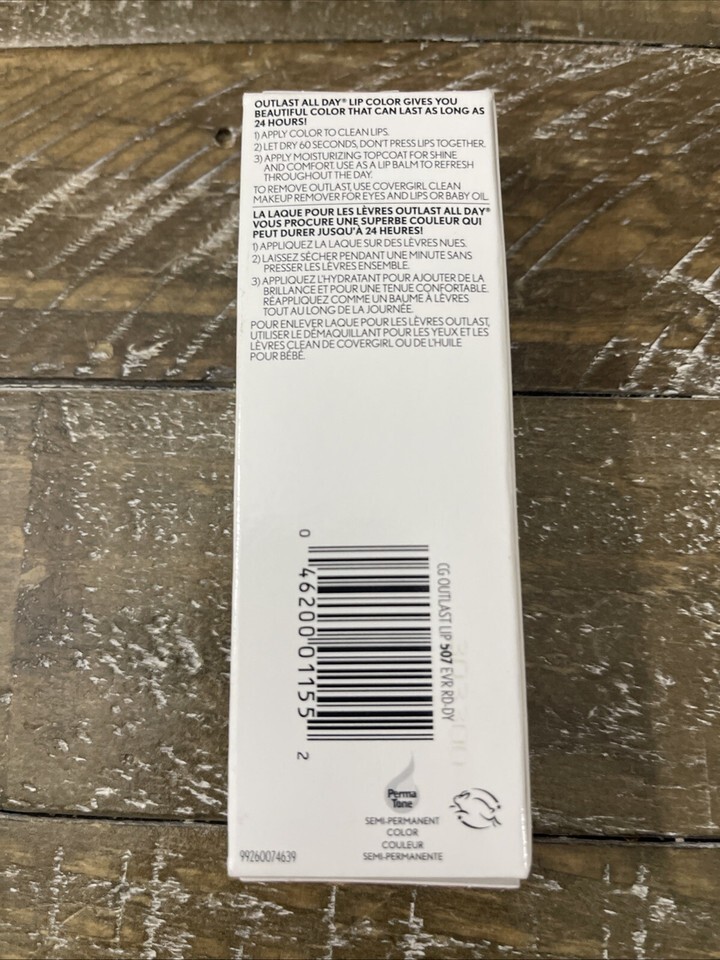 OUTLAST ALL DAY® LIP COLOR GIVES YOU
BEAUTIFUL COLOR THAT CAN LAST AS LONG AS
24 HOURS!
1) APPLY COLOR TO CLEAN LIPS.
2) LET DRY 60 SECONDS, DON'T PRESS LIPS TOGETHER.
3) APPLY MOISTURIZING TOPCOAT FOR SHINE
AND COMFORT. USE AS A LIP BALM TO REFRESH
THROUGHOUT THE DAY.
TO REMOVE OUTLAST, USE COVERGIRL CLEAN
MAKEUP REMOVER FOR EYES AND LIPS OR BABY OIL.
LA LAQUE POUR LES LÈVRES OUTLAST ALL DAY®
VOUS PROCURE UNE SUPERBE COULEUR QUI
PEUT DURER JUSQU'À 24 HEURES!
1) APPLIQUEZ LA LAQUE SUR DES LÈVRES NUES.
2) LAISSEZ SÉCHER PENDANT UNE MINUTE SANS
PRESSER LES LÈVRES ENSEMBLE.
3) APPLIQUEZ L'HYDRATANT POUR AJOUTER DE LA
BRILLANCE ET POUR UNE TENUE CONFORTABLE.
RÉAPPLIQUEZ COMME UN BAUME À LÈVRES
TOUT AU LONG DE LA JOURNÉE.
POUR ENLEVER LAQUE POUR LES LÈVRES OUTLAST,
UTILISER LE DÉMAQUILLANT POUR LES YEUX ET LES
LÈVRES CLEAN DE COVERGIRL OU DE L'HUILE
POUR BÉBÉ.
CG OUTLAST LIP 507 EVR RD-DY
0 46200 01155 2
Perma
Tone
SEMI-PERMANENT
COLOR
COULEUR
SEMI-PERMANENTE
99260074639